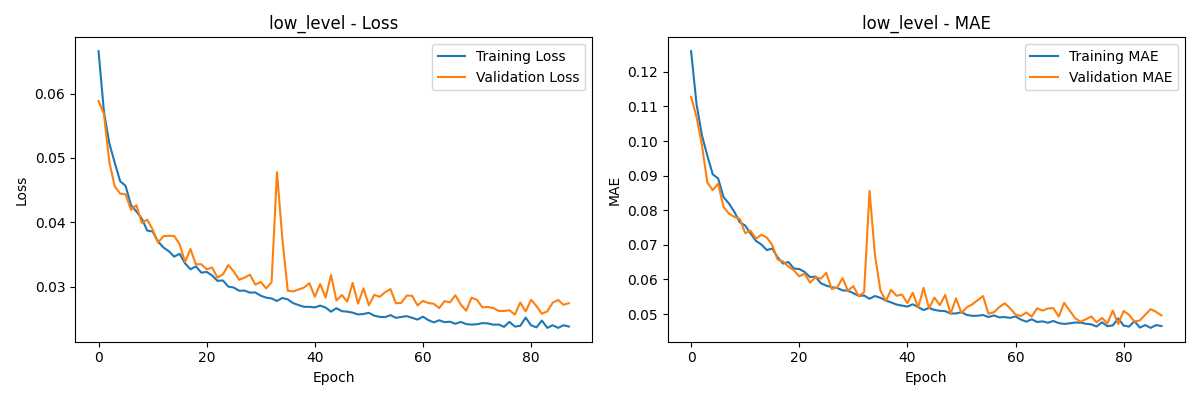 low_level - Loss
Training Loss
Validation Loss
0.06
0.05
0.04
0.03
Loss
0
20
40
60
80
Epoch
low_level - MAE
Training MAE
Validation MAE
0.12
0.11
0.10
0.09
0.08
0.07
0.06
0.05
MAE
0
20
40
60
80
Epoch